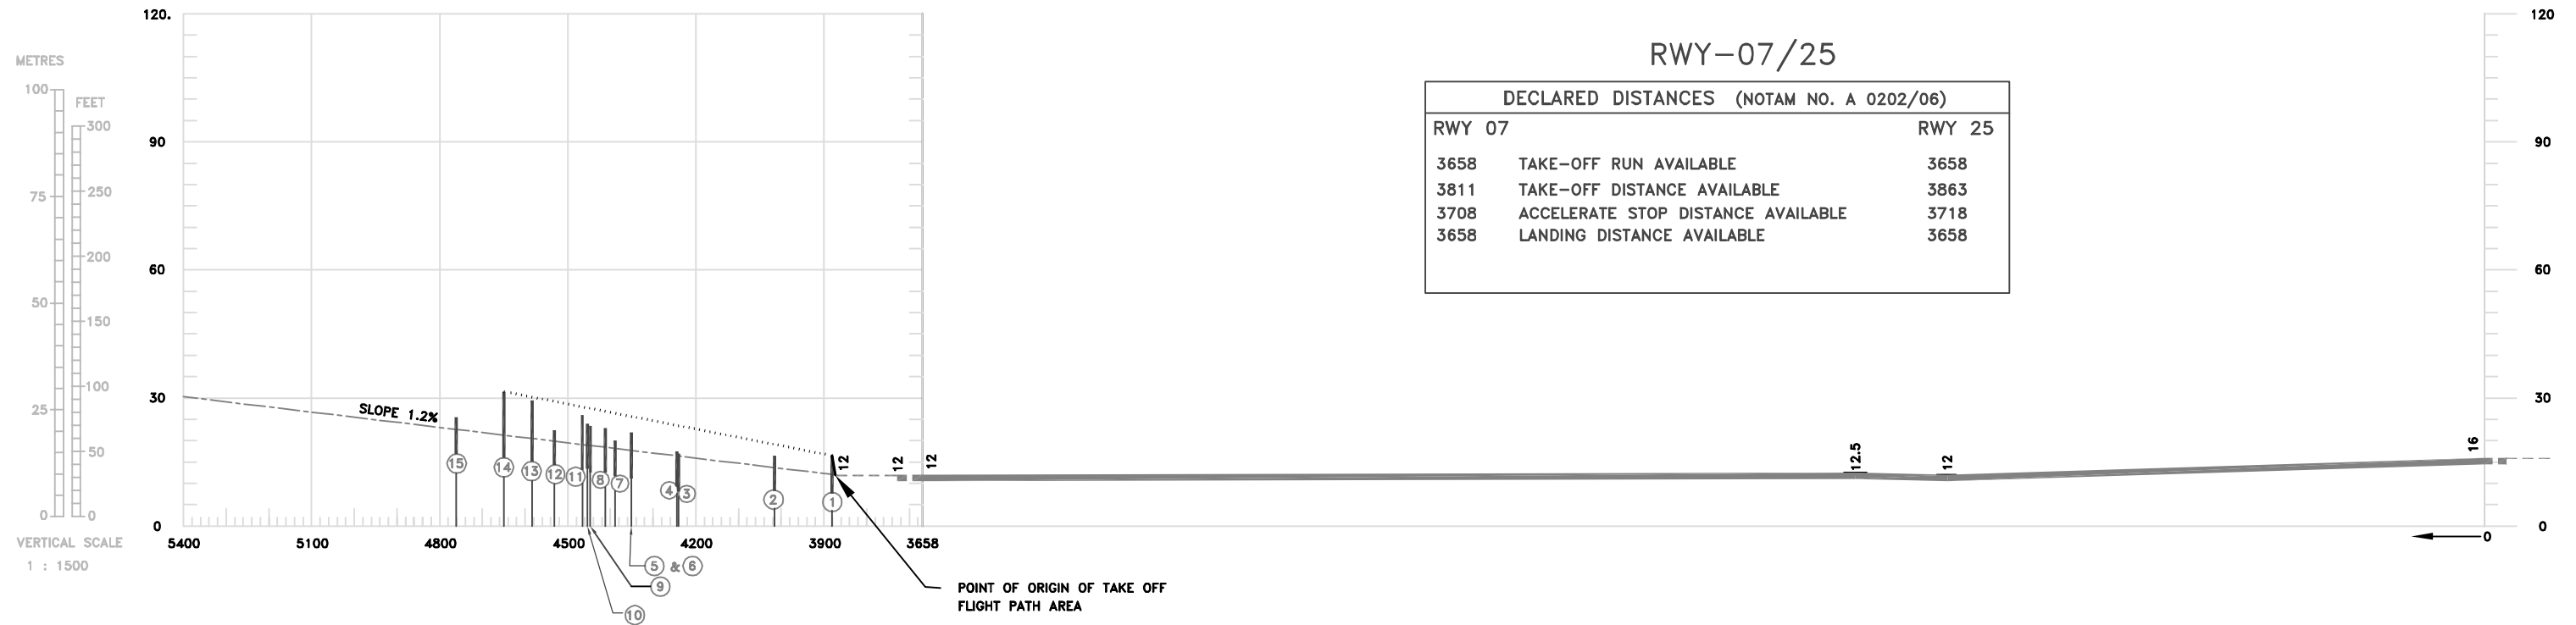 120.
120
RWY-07/25
METRES
100
FEET
300
DECLARED DISTANCES (NOTAM NO. A 0202/06)
RWY 07 RWY 25
90
90
3658 TAKE-OFF RUN AVAILABLE 3658
3811 TAKE-OFF DISTANCE AVAILABLE 3863
3708 ACCELERATE STOP DISTANCE AVAILABLE 3718
3658 LANDING DISTANCE AVAILABLE 3658
75
250
200
60
60
50
150
100
30
30
25
SLOPE 1.2%
50
15 14 13 12 11 8 7 4 3 2 1
12 12 12 12.5 12 16
0 0 0 0
5400 5100 4800 4500 4200 3900 3658 0
VERTICAL SCALE
1 : 1500
5 & 6
9
10
POINT OF ORIGIN OF TAKE OFF
FLIGHT PATH AREA